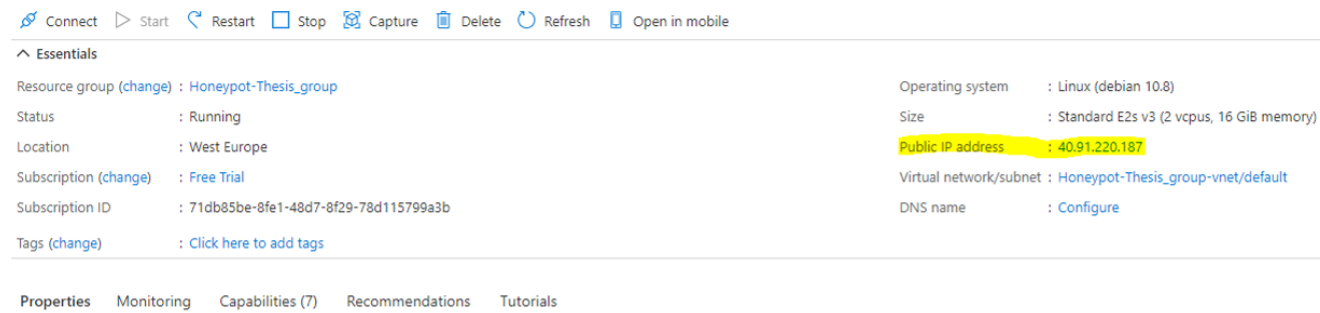 Connect Start Restart Stop Capture Delete Refresh Open in mobile
Essentials
Resource group (change) : Honeypot-Thesis_group
Operating system : Linux (debian 10.8)
Status : Running
Size : Standard E2s v3 (2 vcpus, 16 GiB memory)
Location : West Europe
Public IP address : 40.91.220.187
Subscription (change) : Free Trial
Virtual network/subnet : Honeypot-Thesis_group-vnet/default
Subscription ID : 71db85be-8fe1-48d7-8f29-78d115799a3b
DNS name : Configure
Tags (change) : Click here to add tags
Properties Monitoring Capabilities (7) Recommendations Tutorials